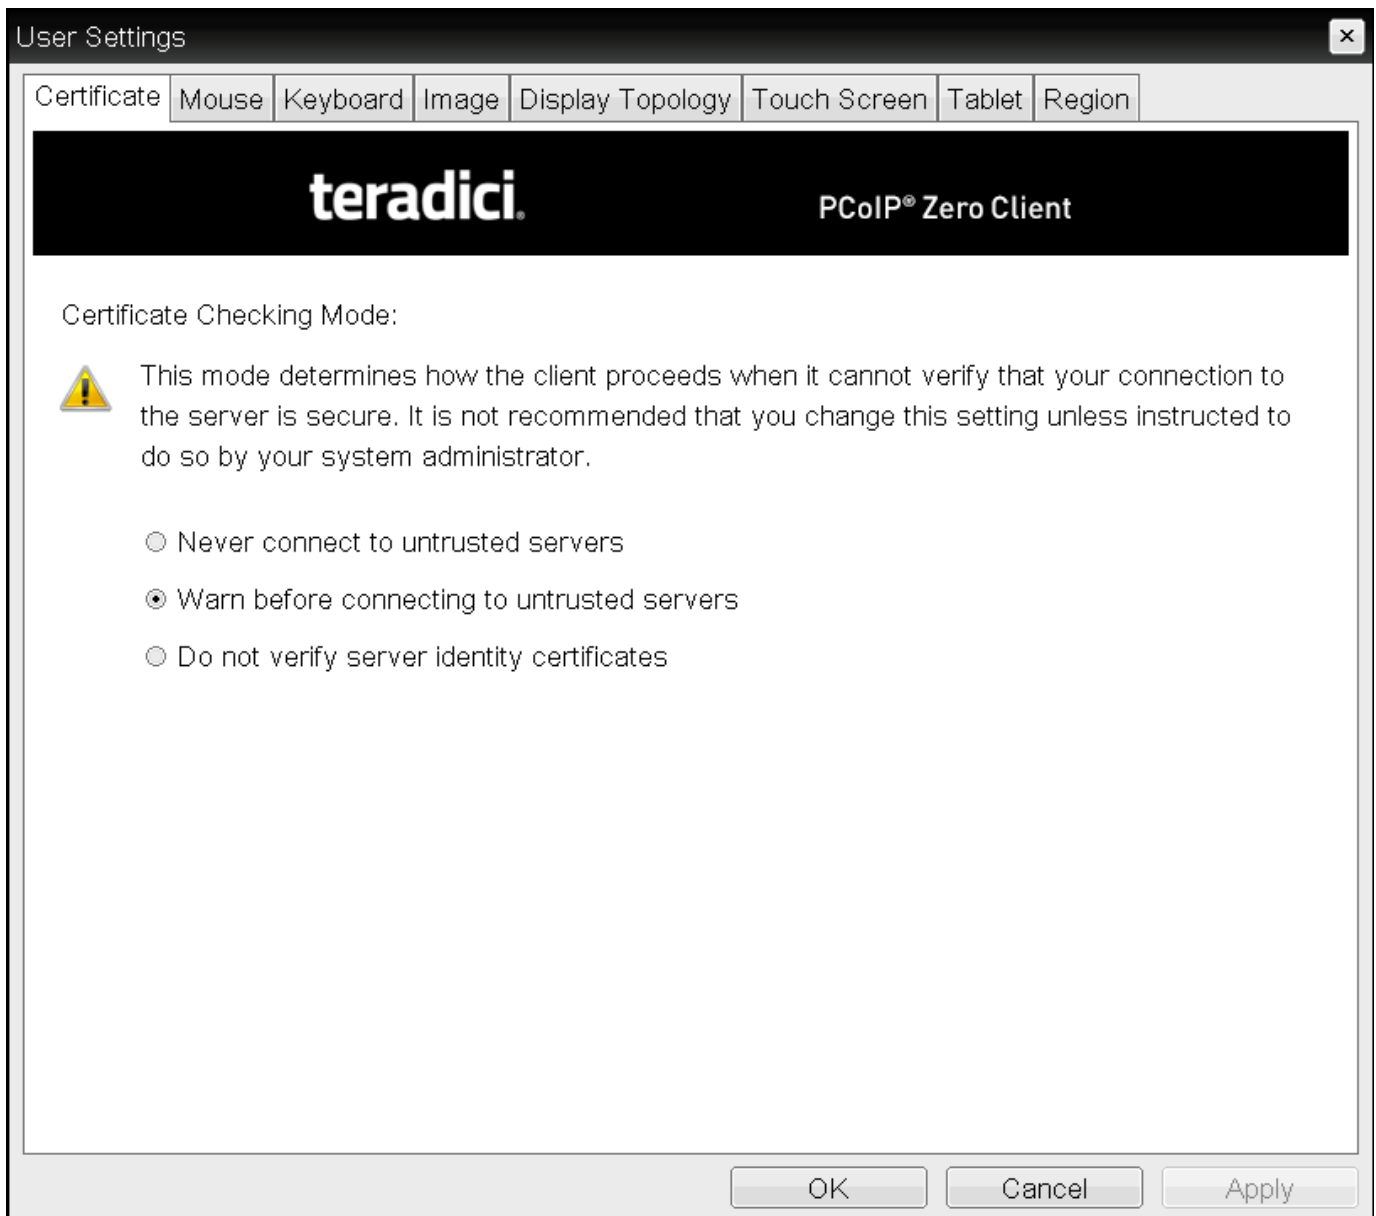 User Settings
Certificate Mouse Keyboard Image Display Topology Touch Screen Tablet Region
teradici® PCoIP® Zero Client
Certificate Checking Mode:
This mode determines how the client proceeds when it cannot verify that your connection to
the server is secure. It is not recommended that you change this setting unless instructed to
do so by your system administrator.
Never connect to untrusted servers
Warn before connecting to untrusted servers
Do not verify server identity certificates
OK Cancel Apply